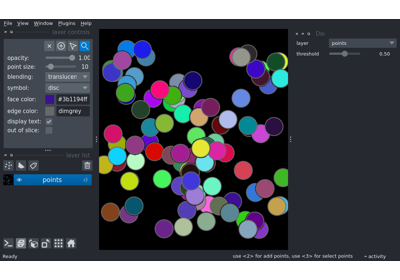 File View Window Plugins Help
layer controls
opacity: 1.00
point size: 10
blending: translucen
symbol: disc
face color: #3b1194ff
edge color: dimgrey
display text:
out of slice:
layer list
points
layer points
threshold 0.50
Ready
use <2> for add points, use <3> for select points
activity